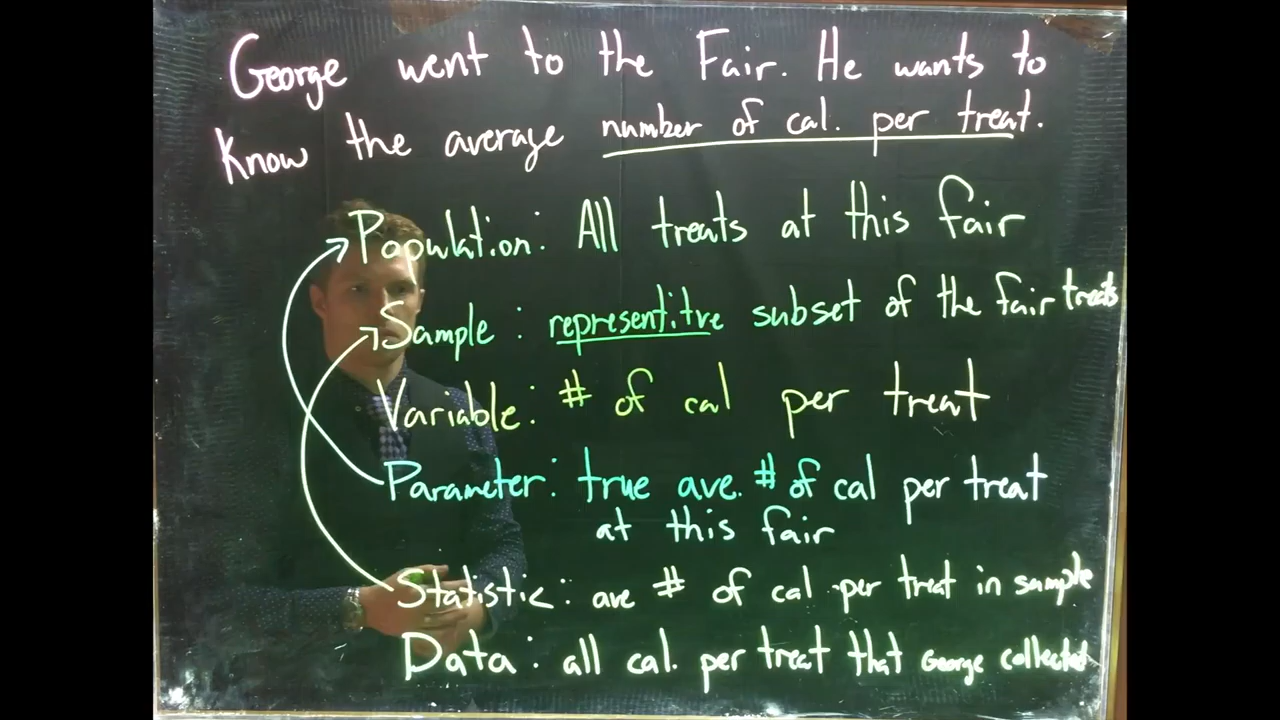 George went to the Fair. He wants to
Know the average number of cal. per treat.
Population: All treats at this fair
Sample: representitve subset of the fair treats
Variable: # of cal per treat
Parameter: true ave. # of cal per treat
at this fair
Statistic: ave # of cal per treat in sample
Data: all cal. per treat that George collected